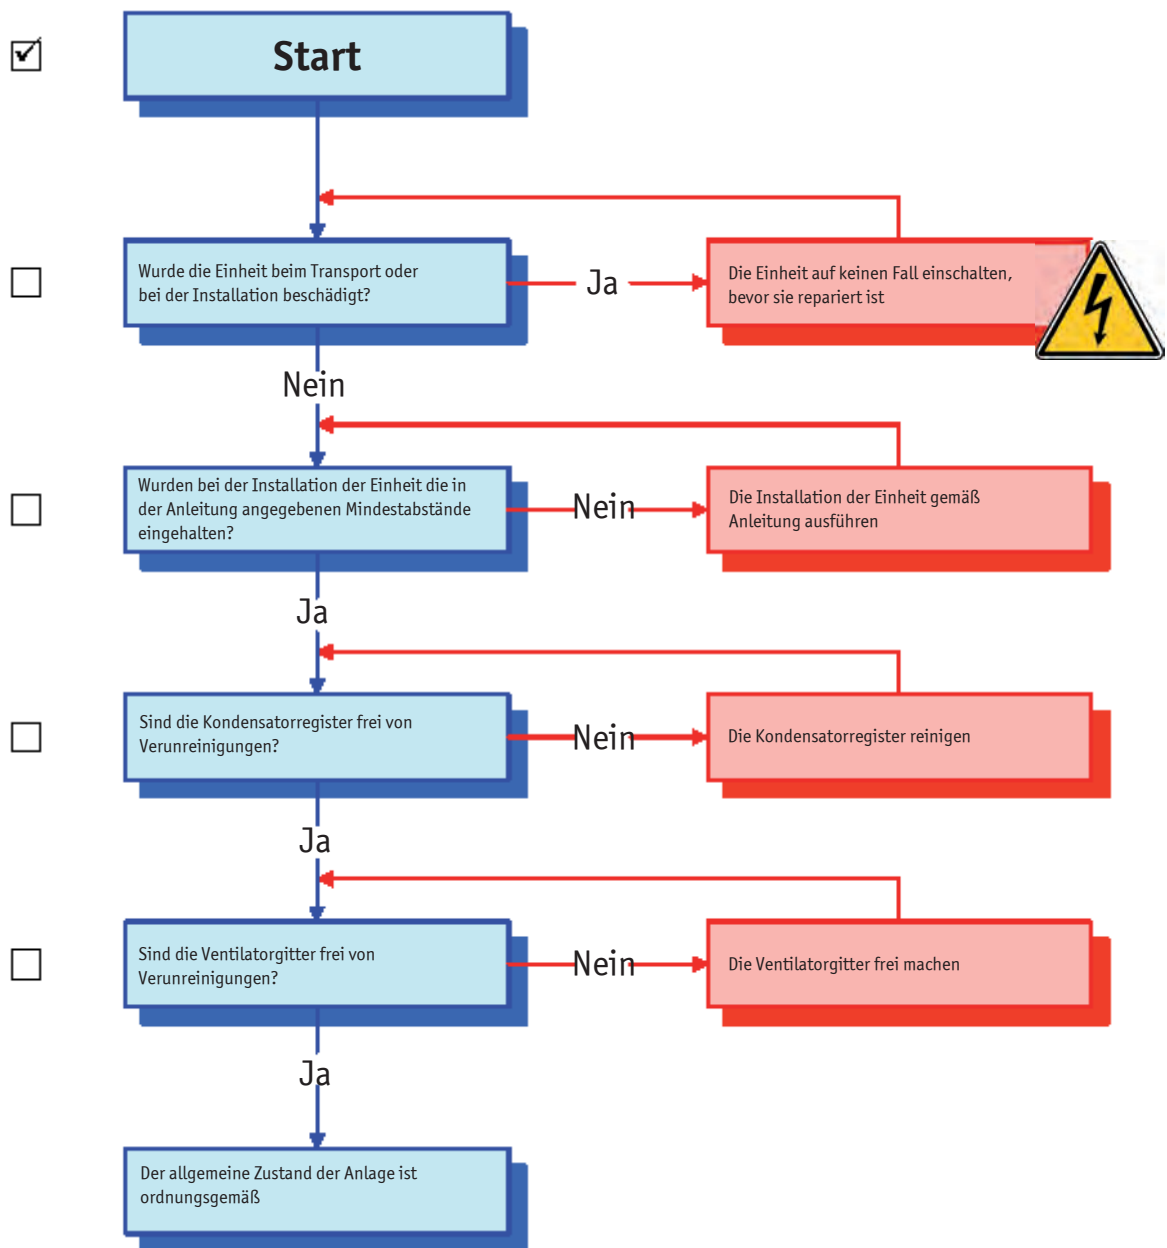 Start
Wurde die Einheit beim Transport oder
bei der Installation beschädigt?
Ja
Die Einheit auf keinen Fall einschalten,
bevor sie repariert ist
Nein
Wurden bei der Installation der Einheit die in
der Anleitung angegebenen Mindestabstände
eingehalten?
Nein
Die Installation der Einheit gemäß
Anleitung ausführen
Ja
Sind die Kondensatorregister frei von
Verunreinigungen?
Nein
Die Kondensatorregister reinigen
Ja
Sind die Ventilatorgitter frei von
Verunreinigungen?
Nein
Die Ventilatorgitter frei machen
Ja
Der allgemeine Zustand der Anlage ist
ordnungsgemäß